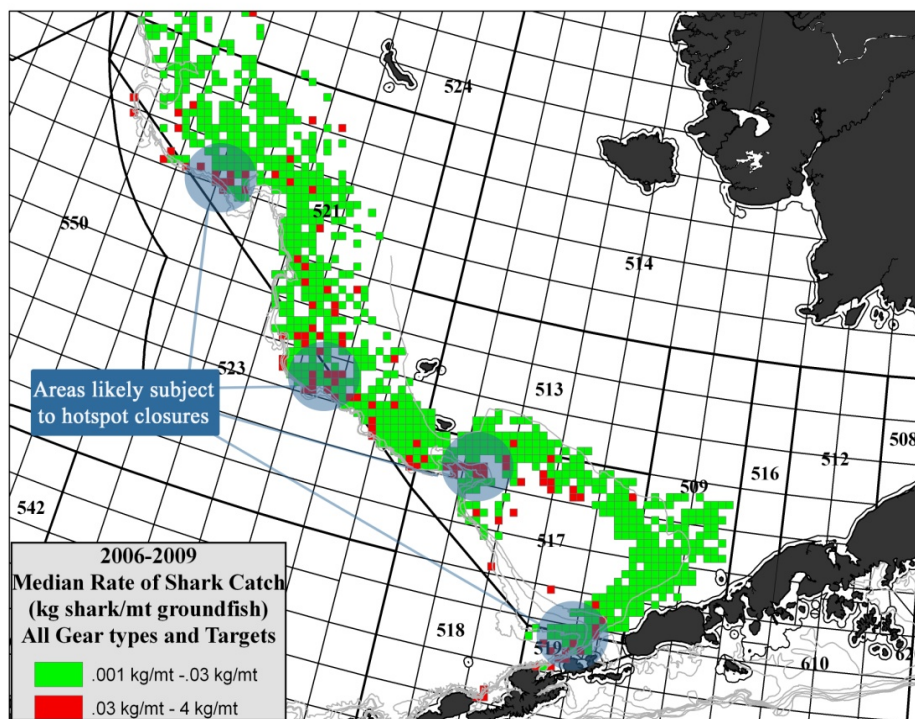 524
521
550
514
523
Areas likely subject
to hotspot closures
513
508
512
516
509
542
517
2006-2009
Median Rate of Shark Catch
(kg shark/mt groundfish)
All Gear types and Targets
.001 kg/mt -.03 kg/mt
.03 kg/mt - 4 kg/mt
518
519
610